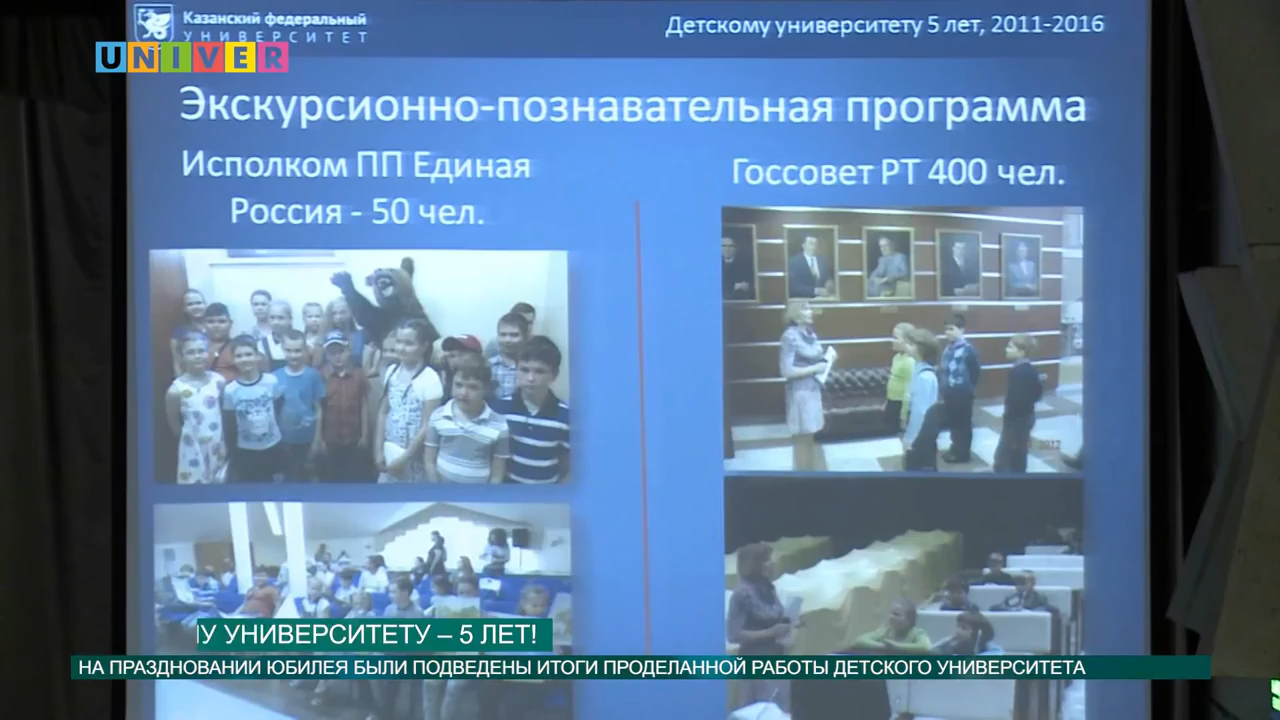 Казанский федеральный
УНИВЕРСИТЕТ
Детскому университету 5 лет, 2011-2016
UNIVER
Экскурсионно-познавательная программа
Исполком ПП Единая
Россия - 50 чел.
Госсовет РТ 400 чел.
2012
У УНИВЕРСИТЕТУ – 5 ЛЕТ!
НА ПРАЗДНОВАНИИ ЮБИЛЕЯ БЫЛИ ПОДВЕДЕНЫ ИТОГИ ПРОДЕЛАННОЙ РАБОТЫ ДЕТСКОГО УНИВЕРСИТЕТА